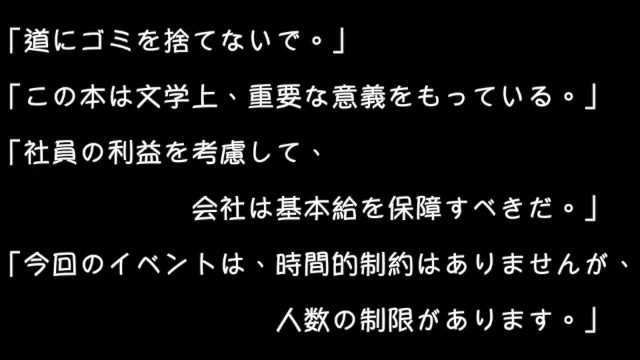 「道にゴミを捨てないで。」
「この本は文学上、重要な意義をもっている。」
「社員の利益を考慮して、
会社は基本給を保障すべきだ。」
「今回のイベントは、時間的制約はありませんが、
人数の制限があります。」